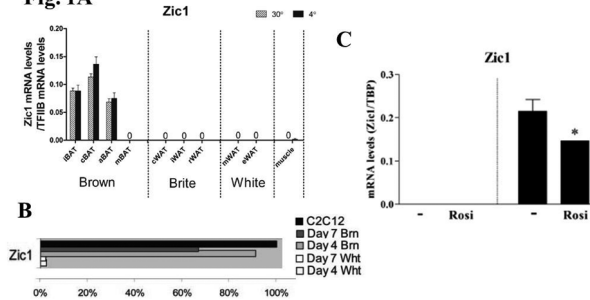 Fig. 1A
Zic1
30° 4°
Zic1 mRNA levels
/TFIIB mRNA levels
0.20
0.15
0.10
0.05
0.00
0 0 0 0 0 0 0
iBAT cBAT aBAT mBAT cWAT iWAT rWAT mWAT eWAT muscle
Brown Brite White
C
Zic1
mRNA levels (Zic1/TBP)
0.3
0.2
0.1
0.0
*
- Rosi - Rosi
B
Zic1
C2C12
Day 7 Brn
Day 4 Brn
Day 7 Wht
Day 4 Wht
0% 20% 40% 60% 80% 100%